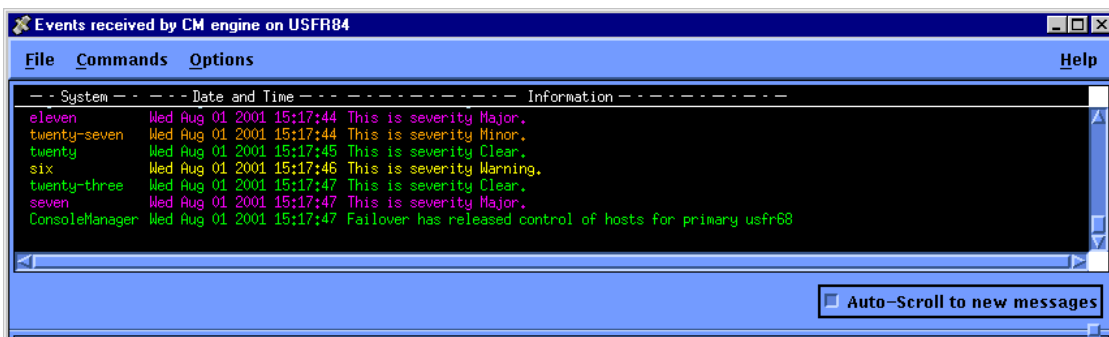 Events received by CM engine on USFR84
File Commands Options Help
— - System — - — - - Date and Time — - - — - — - — - — - — Information — - — - — - — - —
eleven Wed Aug 01 2001 15:17:44 This is severity Major.
twenty-seven Wed Aug 01 2001 15:17:44 This is severity Minor.
twenty Wed Aug 01 2001 15:17:45 This is severity Clear.
six Wed Aug 01 2001 15:17:46 This is severity Warning.
twenty-three Wed Aug 01 2001 15:17:47 This is severity Clear.
seven Wed Aug 01 2001 15:17:47 This is severity Major.
ConsoleManager Wed Aug 01 2001 15:17:47 Failover has released control of hosts for primary usfr68
Auto-Scroll to new messages